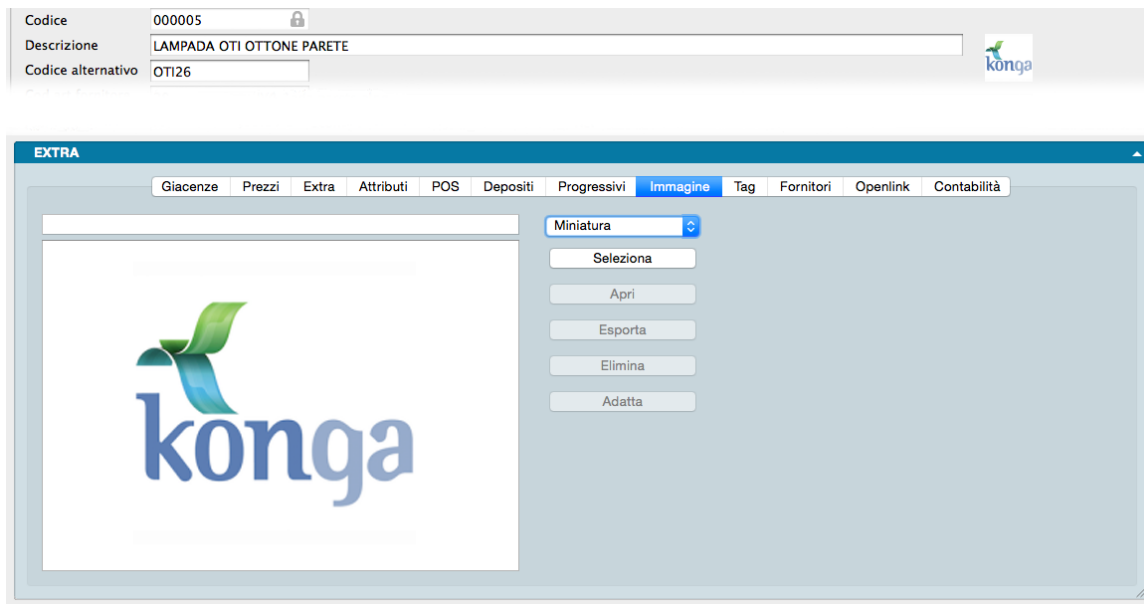 Codice 000005
Descrizione LAMPADA OTI OTTONE PARETE
konga
Codice alternativo OTI26
EXTRA
Giacenze Prezzi Extra Attributi POS Depositi Progressivi Immagine Tag Fornitori Openlink Contabilità
Miniatura
Seleziona
Apri
Esporta
Elimina
Adatta
konga